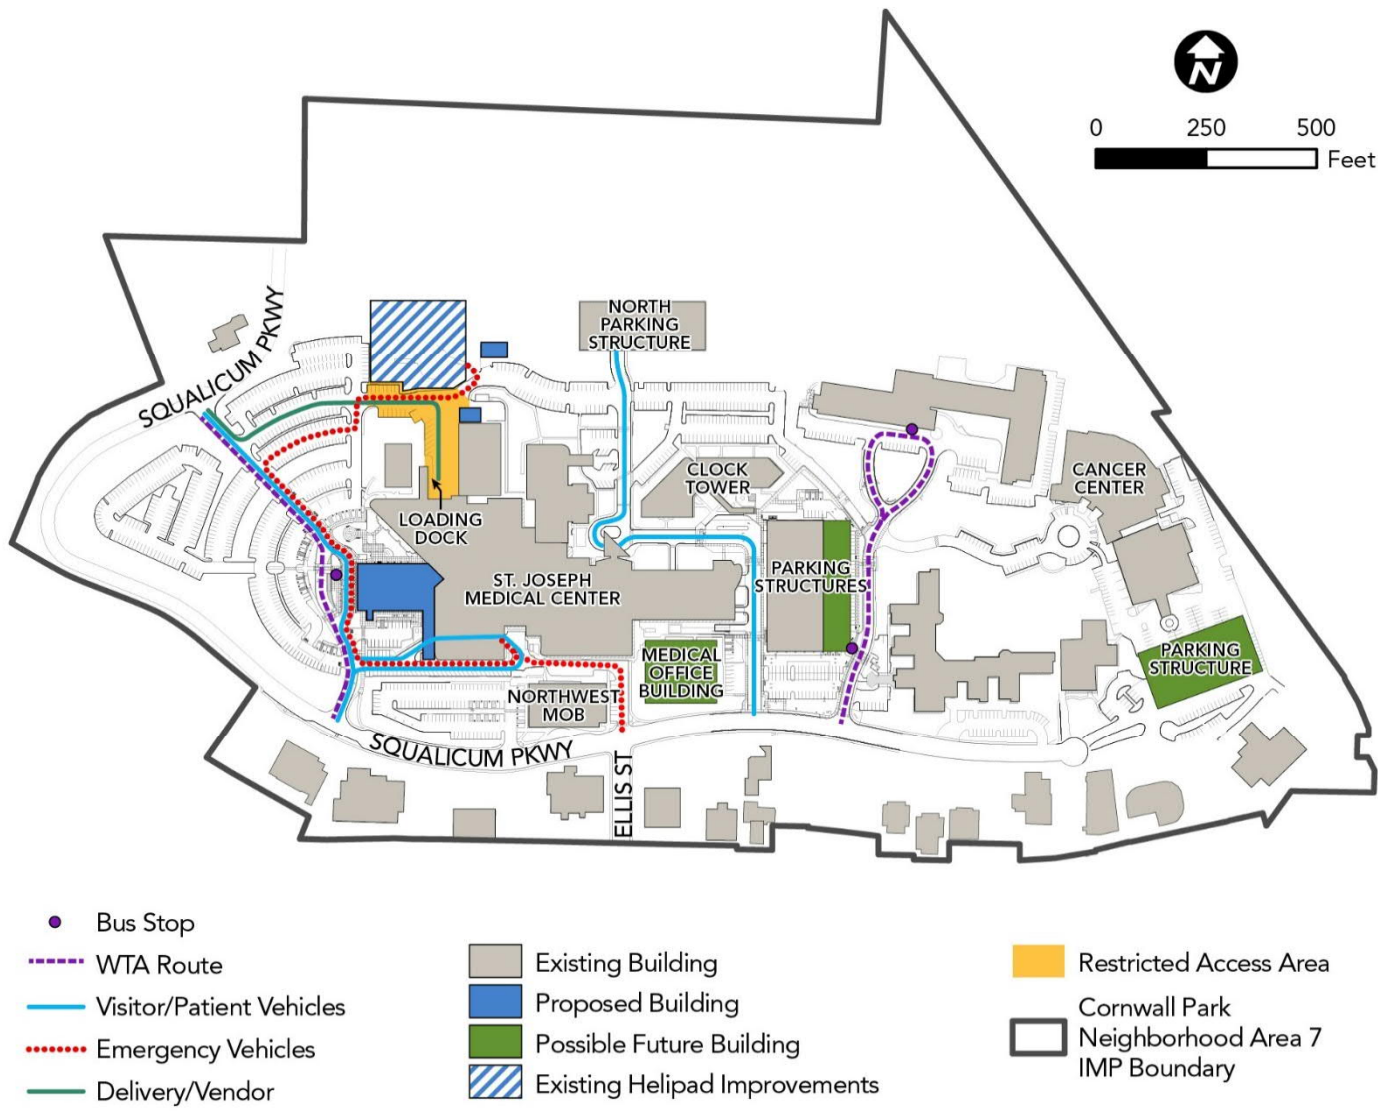 N
0 250 500
Feet
SQUALICUM PKWY
NORTH
PARKING
STRUCTURE
CLOCK
TOWER
CANCER
CENTER
LOADING
DOCK
ST. JOSEPH
MEDICAL CENTER
PARKING
STRUCTURES
MEDICAL
OFFICE
BUILDING
PARKING
STRUCTURE
NORTHWEST
MOB
SQUALICUM PKWY
ELLIS ST
Bus Stop
WTA Route
Visitor/Patient Vehicles
Emergency Vehicles
Delivery/Vendor
Existing Building
Proposed Building
Possible Future Building
Existing Helipad Improvements
Restricted Access Area
Cornwall Park
Neighborhood Area 7
IMP Boundary